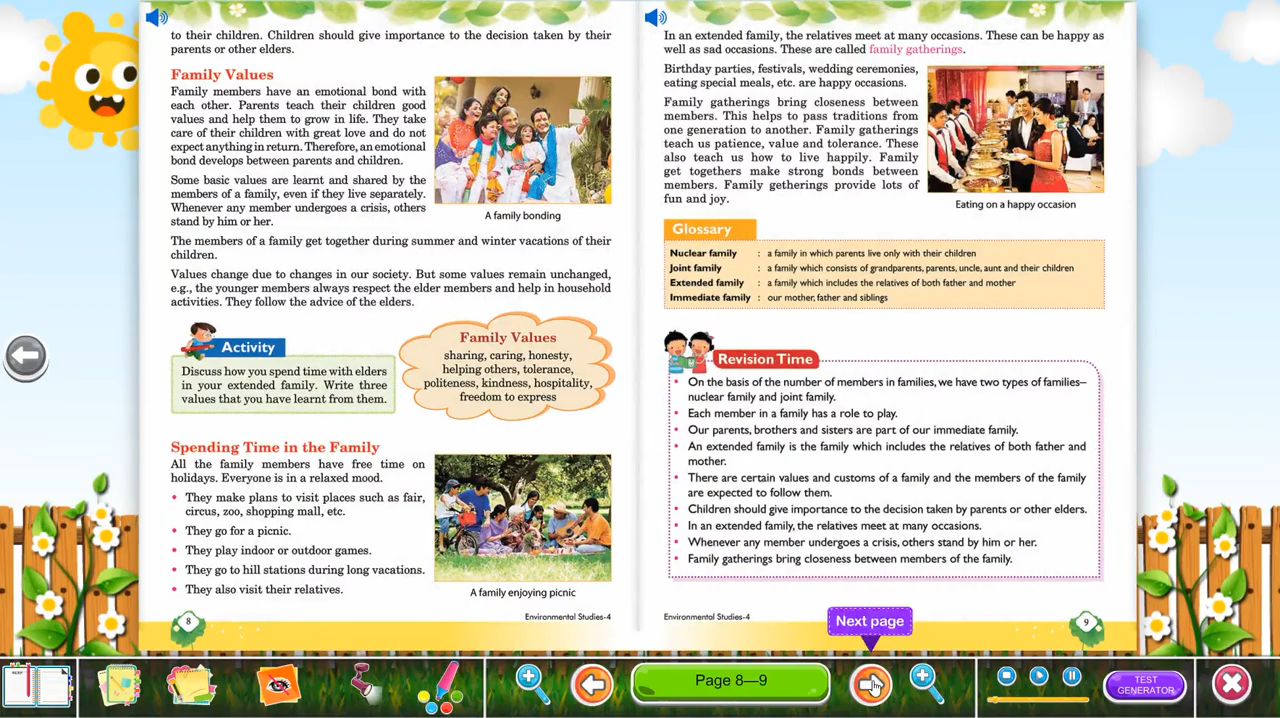 to their children. Children should give importance to the decision taken by their
parents or other elders.
Family Values
Family members have an emotional bond with
each other. Parents teach their children good
values and help them to grow in life. They take
care of their children with great love and do not
expect anything in return. Therefore, an emotional
bond develops between parents and children.
Some basic values are learnt and shared by the
members of a family, even if they live separately.
Whenever any member undergoes a crisis, others
stand by him or her.
A family bonding
The members of a family get together during summer and winter vacations of their
children.
Values change due to changes in our society. But some values remain unchanged,
e.g., the younger members always respect the elder members and help in household
activities. They follow the advice of the elders.
Activity
Discuss how you spend time with elders
in your extended family. Write three
values that you have learnt from them.
Family Values
sharing, caring, honesty,
helping others, tolerance,
politeness, kindness, hospitality,
freedom to express
Spending Time in the Family
All the family members have free time on
holidays. Everyone is in a relaxed mood.
• They make plans to visit places such as fair,
circus, zoo, shopping mall, etc.
• They go for a picnic.
• They play indoor or outdoor games.
• They go to hill stations during long vacations.
• They also visit their relatives.
A family enjoying picnic
8
Environmental Studies-4
In an extended family, the relatives meet at many occasions. These can be happy as
well as sad occasions. These are called family gatherings.
Birthday parties, festivals, wedding ceremonies,
eating special meals, etc. are happy occasions.
Family gatherings bring closeness between
members. This helps to pass traditions from
one generation to another. Family gatherings
teach us patience, value and tolerance. These
also teach us how to live happily. Family
get togethers make strong bonds between
members. Family getherings provide lots of
fun and joy.
Eating on a happy occasion
Glossary
Nuclear family : a family in which parents live only with their children
Joint family : a family which consists of grandparents, parents, uncle, aunt and their children
Extended family : a family which includes the relatives of both father and mother
Immediate family : our mother, father and siblings
Revision Time
• On the basis of the number of members in families, we have two types of families–
nuclear family and joint family.
• Each member in a family has a role to play.
• Our parents, brothers and sisters are part of our immediate family.
• An extended family is the family which includes the relatives of both father and
mother.
• There are certain values and customs of a family and the members of the family
are expected to follow them.
• Children should give importance to the decision taken by parents or other elders.
• In an extended family, the relatives meet at many occasions.
• Whenever any member undergoes a crisis, others stand by him or her.
• Family gatherings bring closeness between members of the family.
Environmental Studies-4
9
Next page
Page 8—9
TEST
GENERATOR